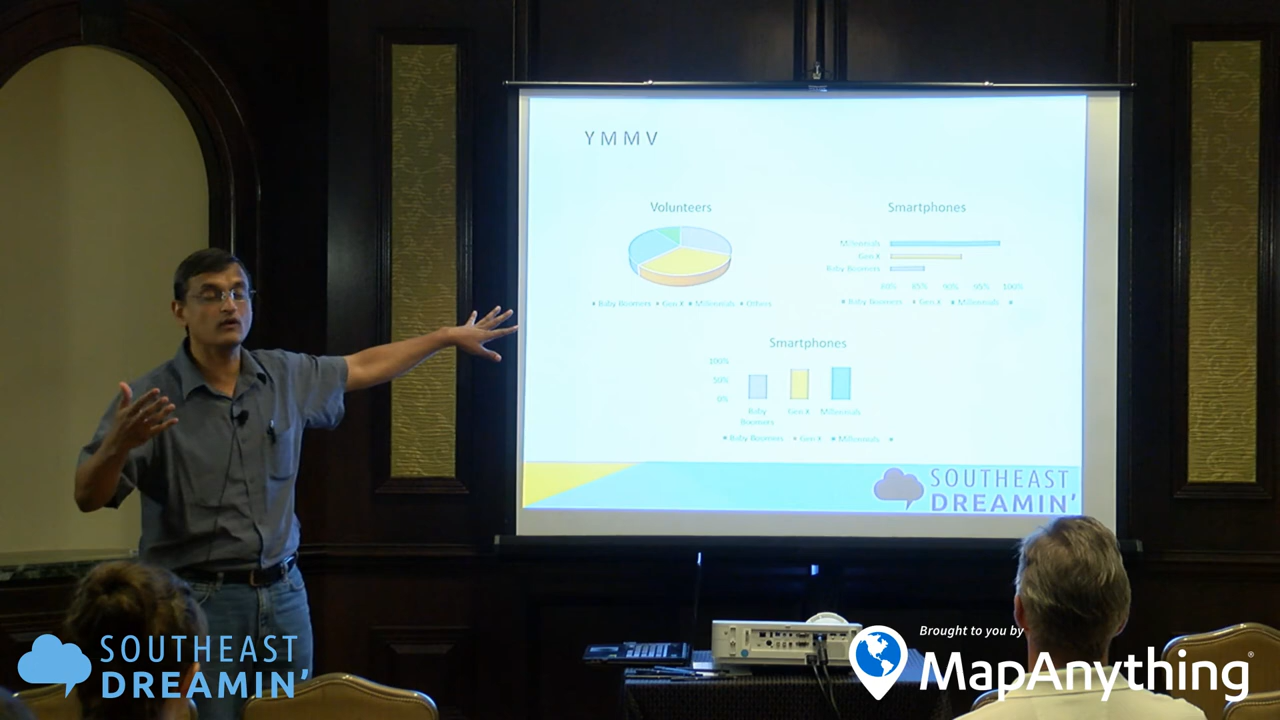 Y M M V
Volunteers
Baby Boomers Gen X Millennials Others
Smartphones
Millennials
Gen X
Baby Boomers
80% 85% 90% 95% 100%
Baby Boomers Gen X Millennials
Smartphones
100%
50%
0%
Baby Boomers
Gen X
Millennials
Baby Boomers Gen X Millennials
SOUTHEAST
DREAMIN'
SOUTHEAST
DREAMIN'
Brought to you by
MapAnything®